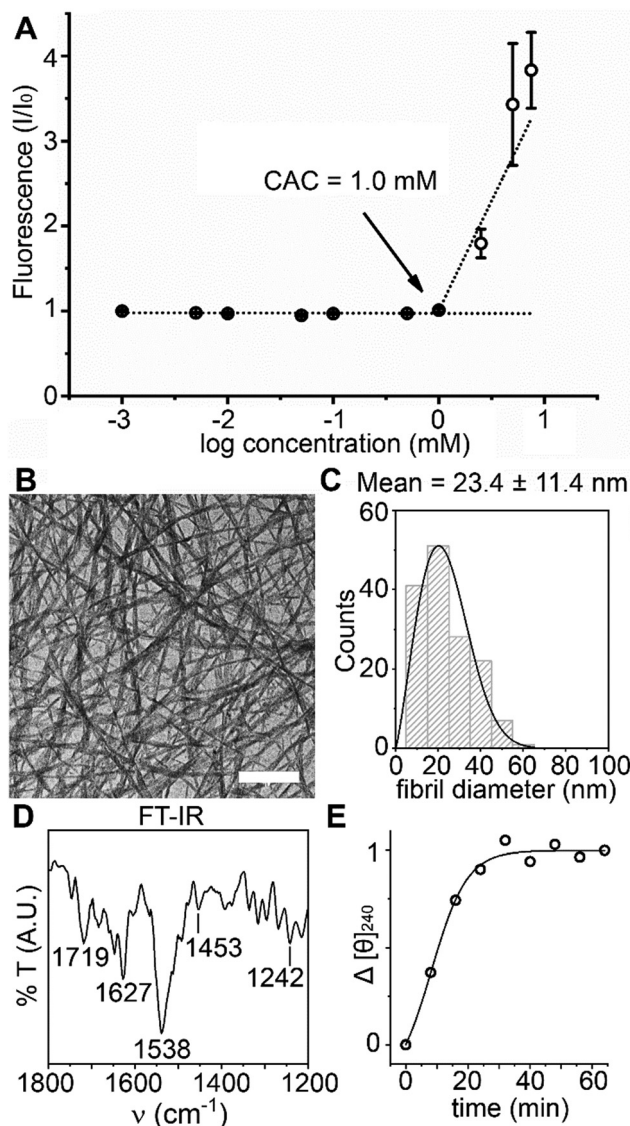 A
Fluorescence (I/I₀)
4
3
2
1
0
CAC = 1.0 mM
-3
-2
-1
0
1
log concentration (mM)
B
C
Mean = 23.4 ± 11.4 nm
Counts
60
40
20
0
0
20
40
60
80
100
fibril diameter (nm)
D
FT-IR
% T (A.U.)
1719
1627
1538
1453
1242
1800
1600
1400
1200
ν (cm⁻¹)
E
Δ [θ]₂₄₀
1
0
0
20
40
60
time (min)